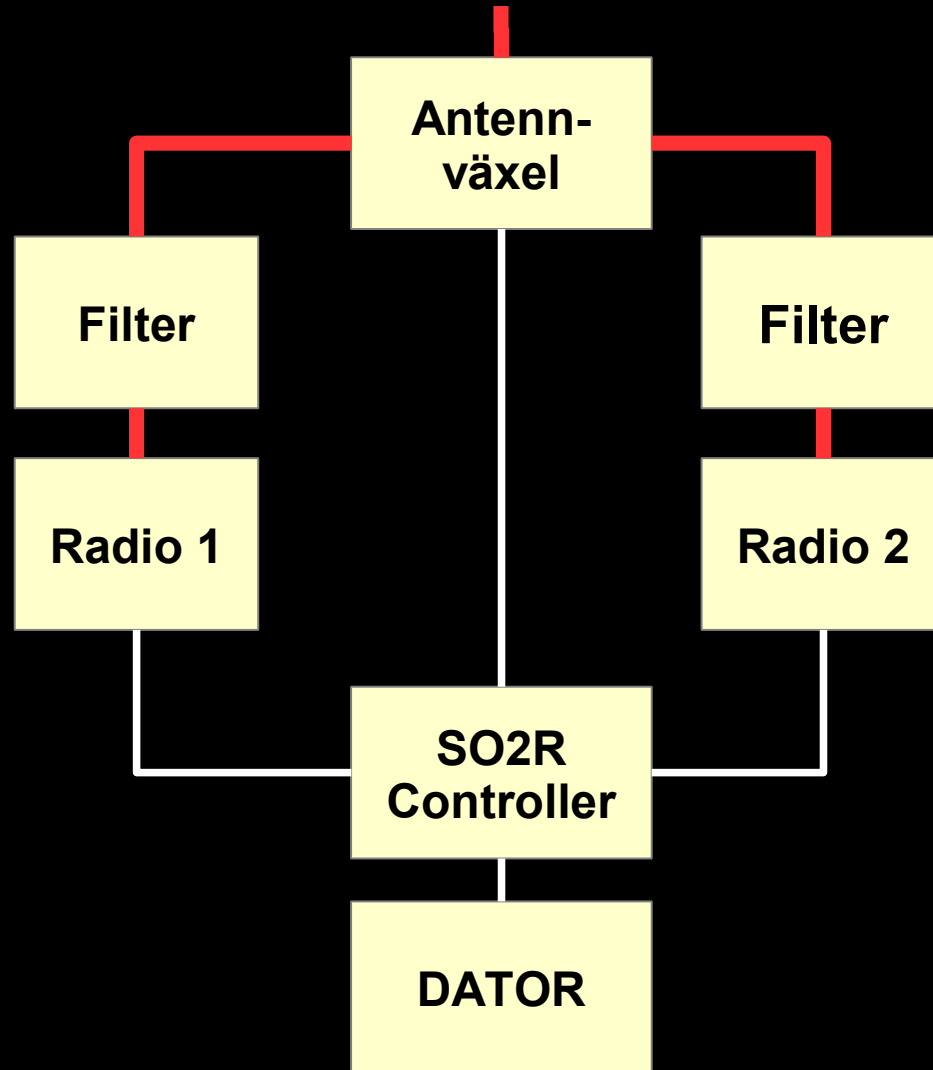 Antenn-
växel
Filter
Filter
Radio 1
Radio 2
SO2R
Controller
DATOR